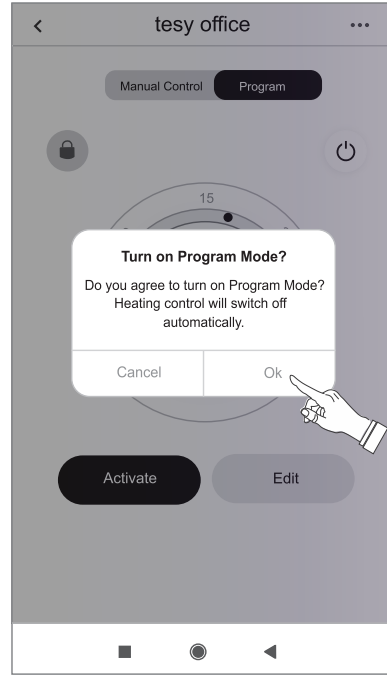 tesy office
Manual Control Program
15
Turn on Program Mode?
Do you agree to turn on Program Mode?
Heating control will switch off
automatically.
Cancel Ok
Activate Edit